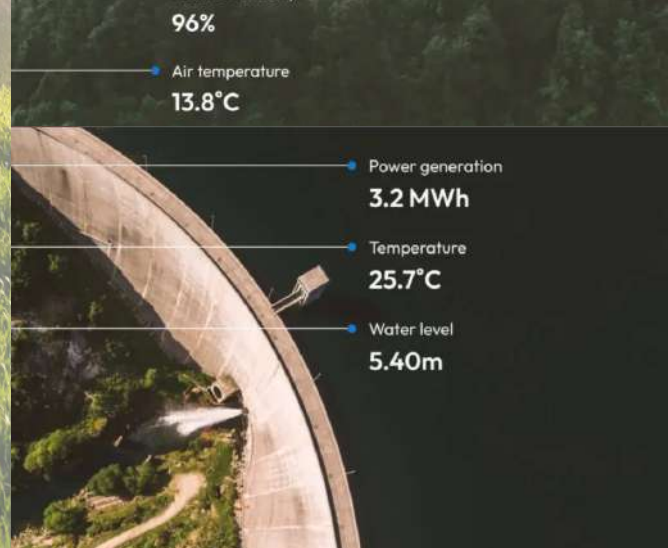 96%
Air temperature
13.8°C
Power generation
3.2 MWh
Temperature
25.7°C
Water level
5.40m